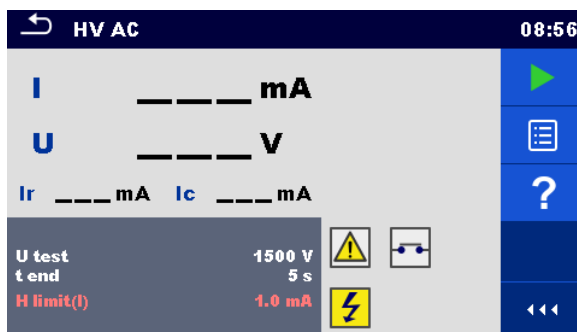 HV AC 08:56
I ___ mA
U ___ V
Ir ___ mA Ic ___ mA
U test 1500 V
t end 5 s
H limit(I) 1.0 mA
?